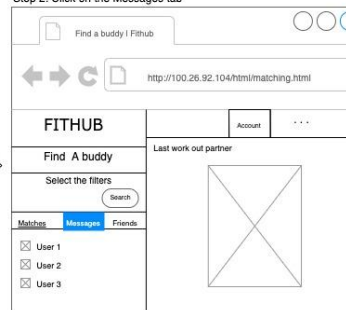 Step 2: Click on the Messages tab
Find a buddy | Fithub
http://100.26.92.104/html/matching.html
FITHUB
Account
. . .
Find A buddy
Last work out partner
Select the filters
Search
Matches Messages Friends
User 1
User 2
User 3